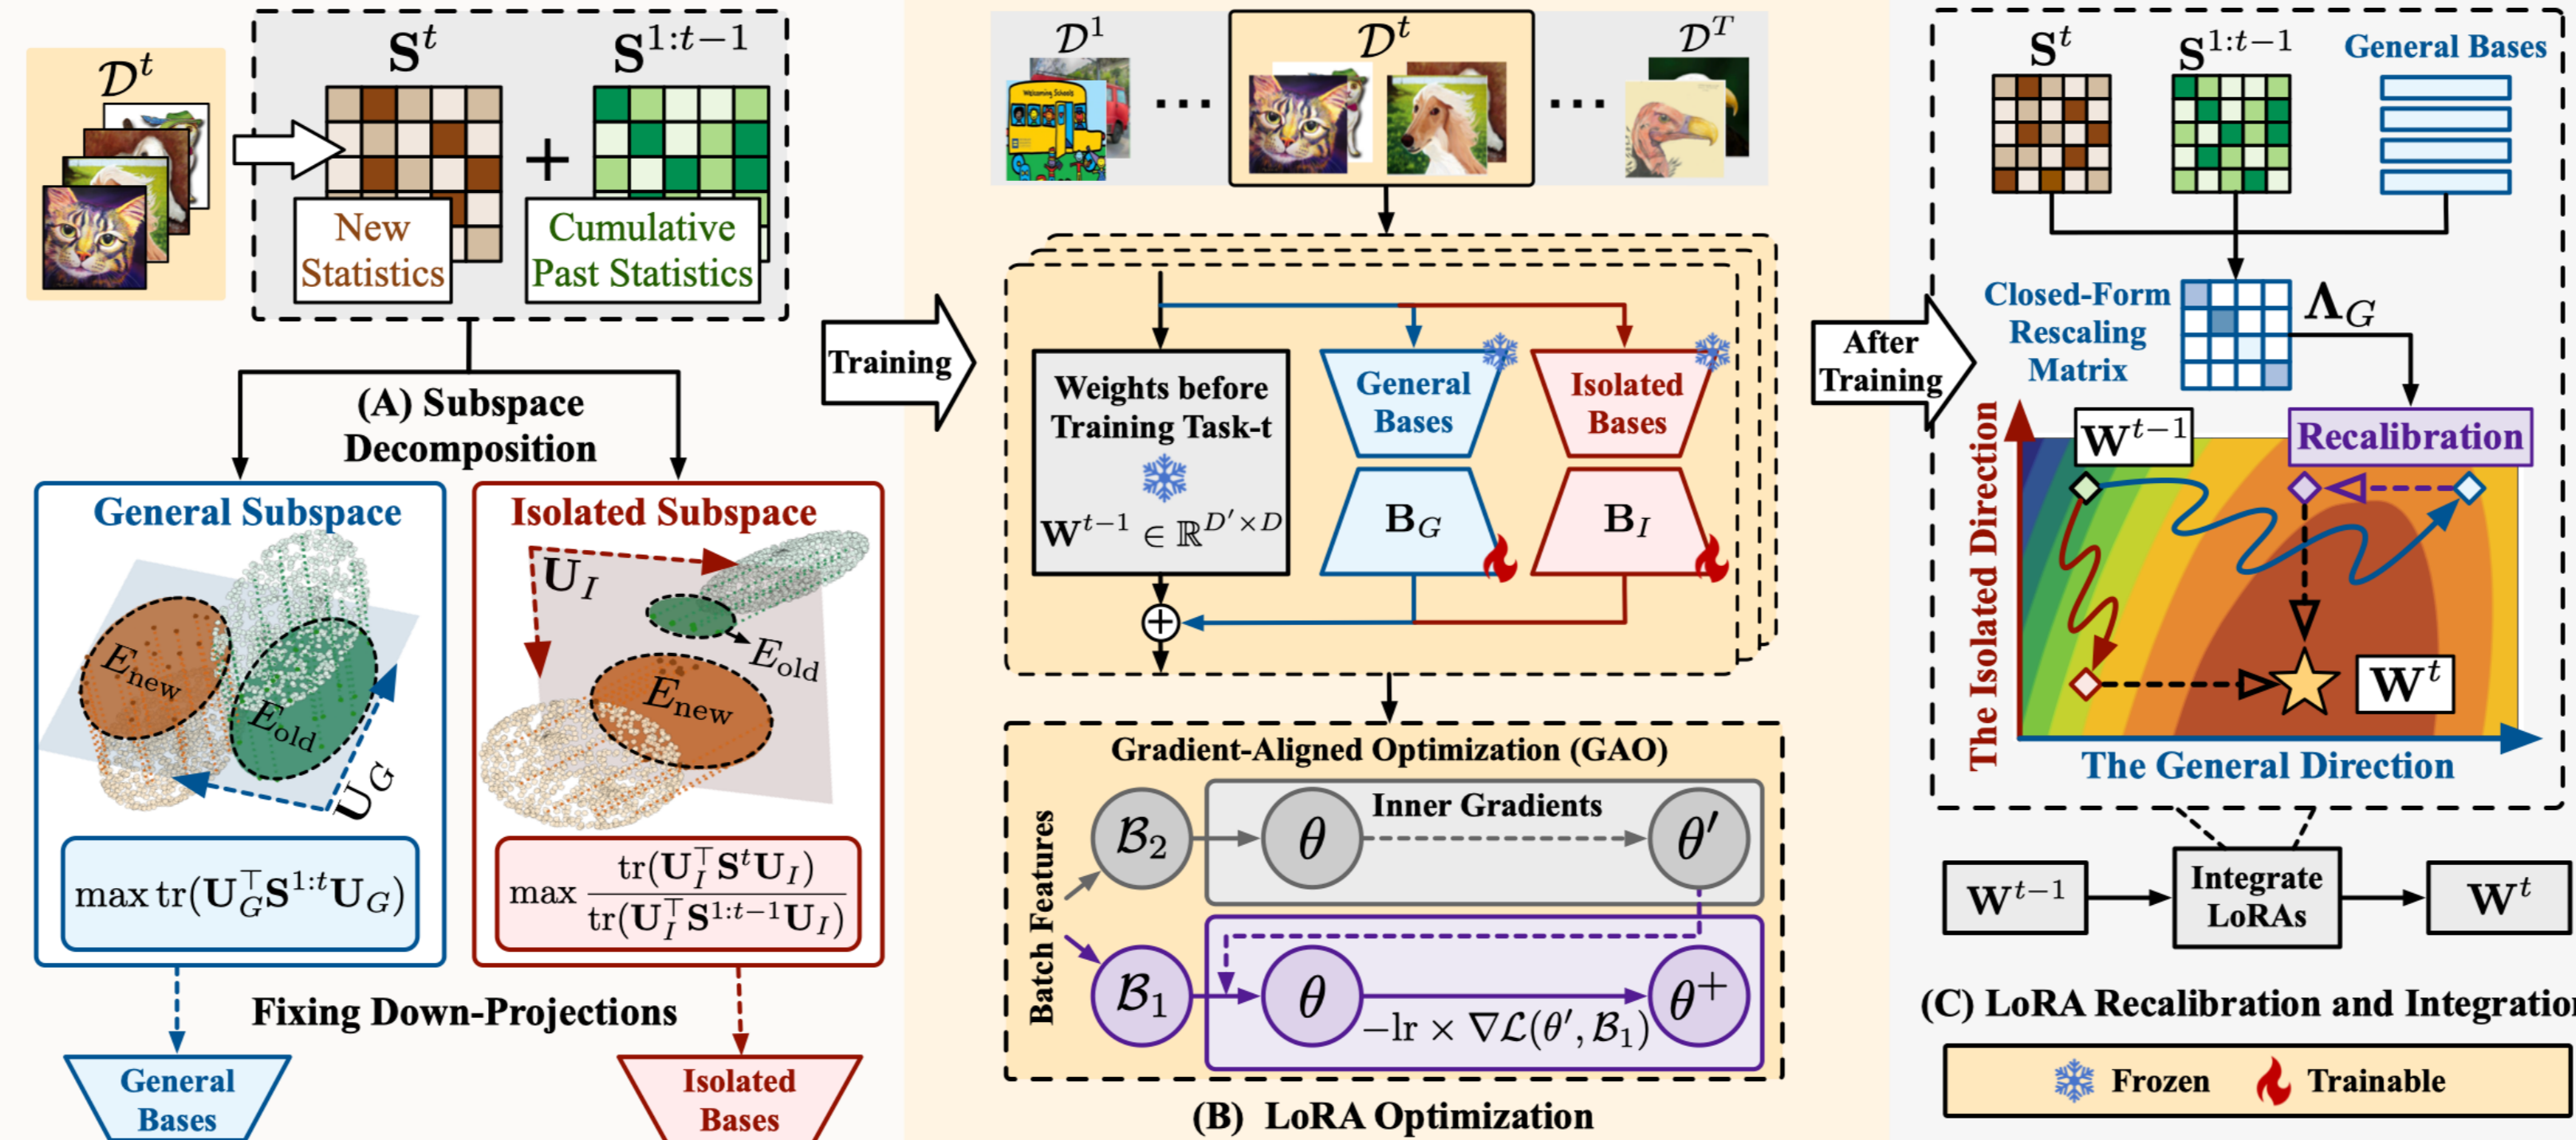 𝒟^t
S^t
S^{1:t−1}
+
New
Statistics
Cumulative
Past Statistics
(A) Subspace
Decomposition
General Subspace
E_new
E_old
U_G
max tr(U_G^⊤ S^{1:t} U_G)
Isolated Subspace
U_I
E_old
E_new
max tr(U_I^⊤ S^t U_I) / tr(U_I^⊤ S^{1:t−1} U_I)
Fixing Down-Projections
General
Bases
Isolated
Bases
Training
𝒟^1
...
𝒟^t
...
𝒟^T
Welcoming Schools
Weights before
Training Task-t
W^{t−1} ∈ ℝ^{D′×D}
General
Bases
Isolated
Bases
B_G
B_I
+
Gradient-Aligned Optimization (GAO)
Batch Features
ℬ_2
θ
Inner Gradients
θ′
ℬ_1
θ
−lr × ∇ℒ(θ′, ℬ_1)
θ^+
(B) LoRA Optimization
After
Training
S^t
S^{1:t−1}
General Bases
Closed-Form
Rescaling
Matrix
Λ_G
W^{t−1}
Recalibration
W^t
The Isolated Direction
The General Direction
W^{t−1}
Integrate
LoRAs
W^t
(C) LoRA Recalibration and Integratio
Frozen
Trainable